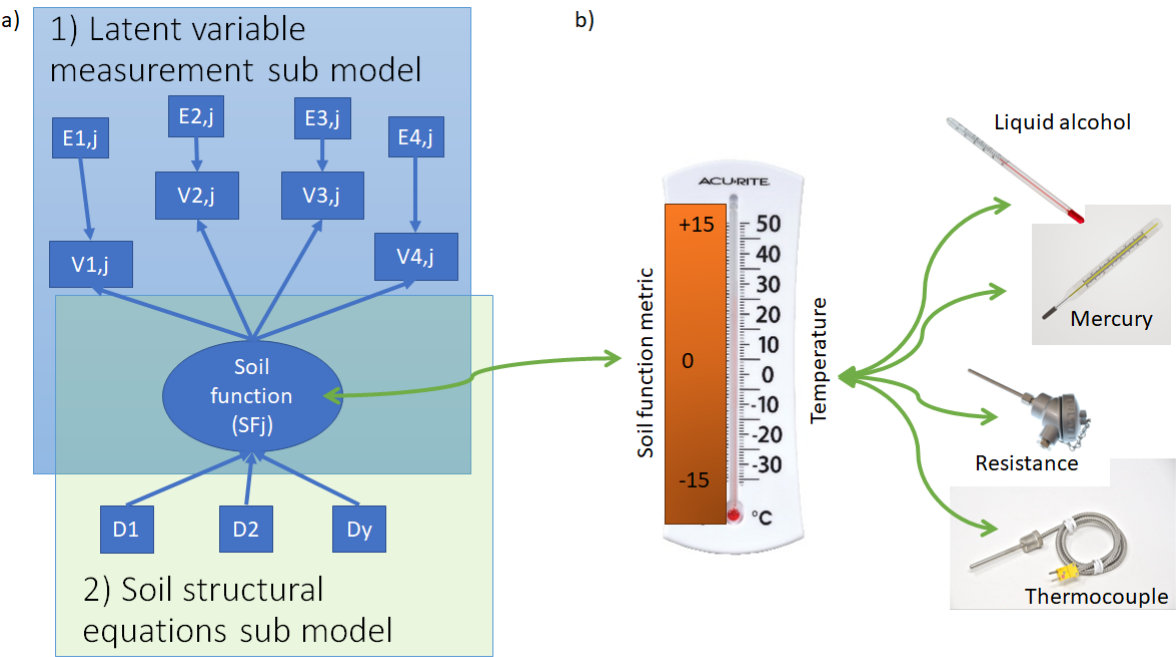 a)
1) Latent variable
measurement sub model
E1,j
E2,j
E3,j
E4,j
V1,j
V2,j
V3,j
V4,j
Soil
function
(SFj)
D1
D2
Dy
2) Soil structural
equations sub model
b)
Soil function metric
ACU·RITE
+15
0
-15
50
40
30
20
10
0
-10
-20
-30
°C
Temperature
Liquid alcohol
Mercury
Resistance
Thermocouple